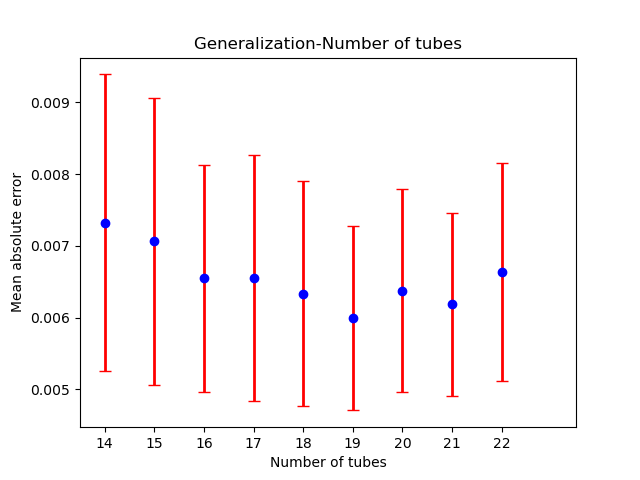 Generalization-Number of tubes
Mean absolute error
0.009
0.008
0.007
0.006
0.005
14 15 16 17 18 19 20 21 22
Number of tubes